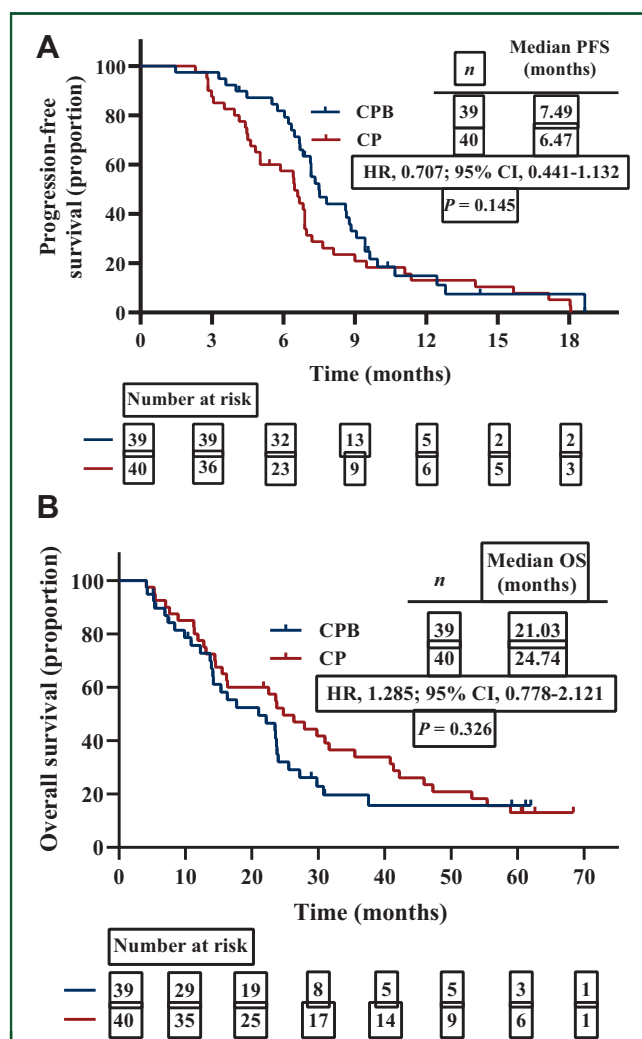 A
Progression-free
survival (proportion)
100
80
60
40
20
0
0 3 6 9 12 15 18
Time (months)
CPB
CP
n Median PFS
(months)
39 7.49
40 6.47
HR, 0.707; 95% CI, 0.441-1.132
P = 0.145
Number at risk
39 39 32 13 5 2 2
40 36 23 9 6 5 3
B
Overall survival (proportion)
100
80
60
40
20
0
0 10 20 30 40 50 60 70
Time (months)
CPB
CP
n Median OS
(months)
39 21.03
40 24.74
HR, 1.285; 95% CI, 0.778-2.121
P = 0.326
Number at risk
39 29 19 8 5 5 3 1
40 35 25 17 14 9 6 1